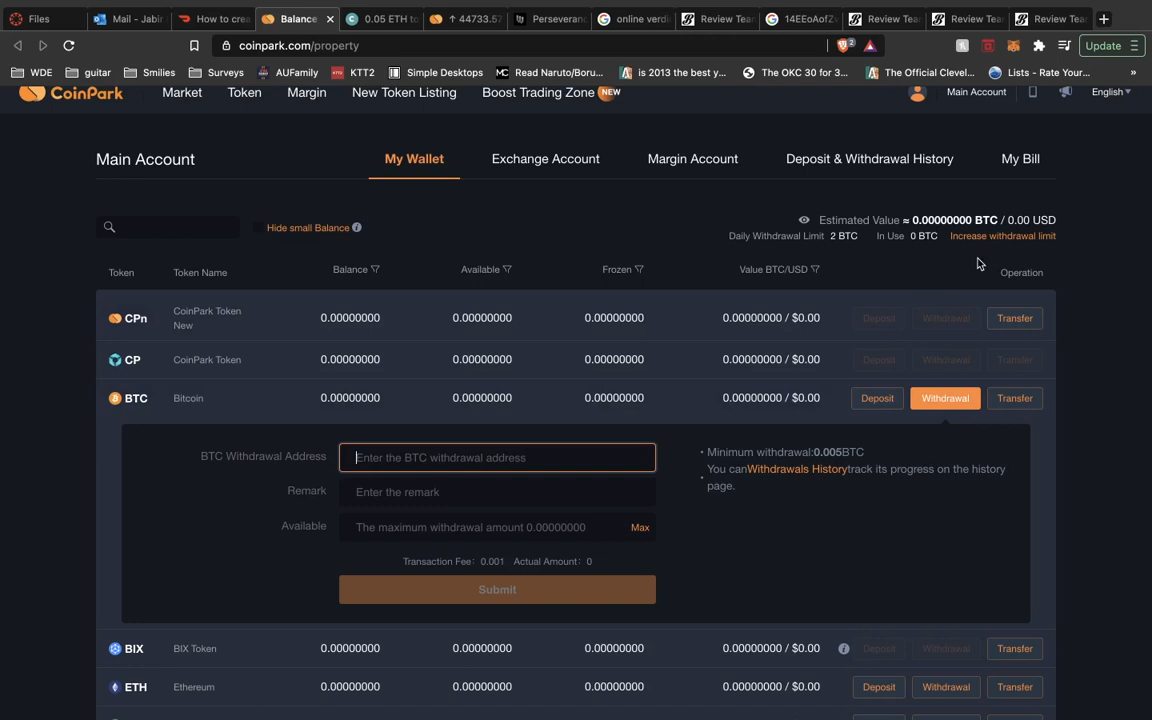 Files Mail - Jabir How to crea Balance 0.05 ETH to ↑ 44733.57 Perseveranc online verdi Review Tea 14EEoAofZ Review Tea Review Tea Review Tea
coinpark.com/property 2 Update
WDE guitar Smilies Surveys AUFamily KTT2 Simple Desktops Read Naruto/Boru... is 2013 the best y... The OKC 30 for 3... The Official Clevel... Lists - Rate Your... »
CoinPark Market Token Margin New Token Listing Boost Trading Zone NEW Main Account English
Main Account My Wallet Exchange Account Margin Account Deposit & Withdrawal History My Bill
Estimated Value ≈ 0.00000000 BTC / 0.00 USD
Hide small Balance
Daily Withdrawal Limit 2 BTC In Use 0 BTC Increase withdrawal limit
Token Token Name Balance Available Frozen Value BTC/USD Operation
CPn CoinPark Token New 0.00000000 0.00000000 0.00000000 0.00000000 / $0.00 Deposit Withdrawal Transfer
CP CoinPark Token 0.00000000 0.00000000 0.00000000 0.00000000 / $0.00 Deposit Withdrawal Transfer
BTC Bitcoin 0.00000000 0.00000000 0.00000000 0.00000000 / $0.00 Deposit Withdrawal Transfer
BTC Withdrawal Address Enter the BTC withdrawal address
Remark Enter the remark
Available The maximum withdrawal amount 0.00000000 Max
Transaction Fee: 0.001 Actual Amount: 0
Submit
• Minimum withdrawal:0.005BTC
• You canWithdrawals Historytrack its progress on the history
page.
BIX BIX Token 0.00000000 0.00000000 0.00000000 0.00000000 / $0.00 Deposit Withdrawal Transfer
ETH Ethereum 0.00000000 0.00000000 0.00000000 0.00000000 / $0.00 Deposit Withdrawal Transfer